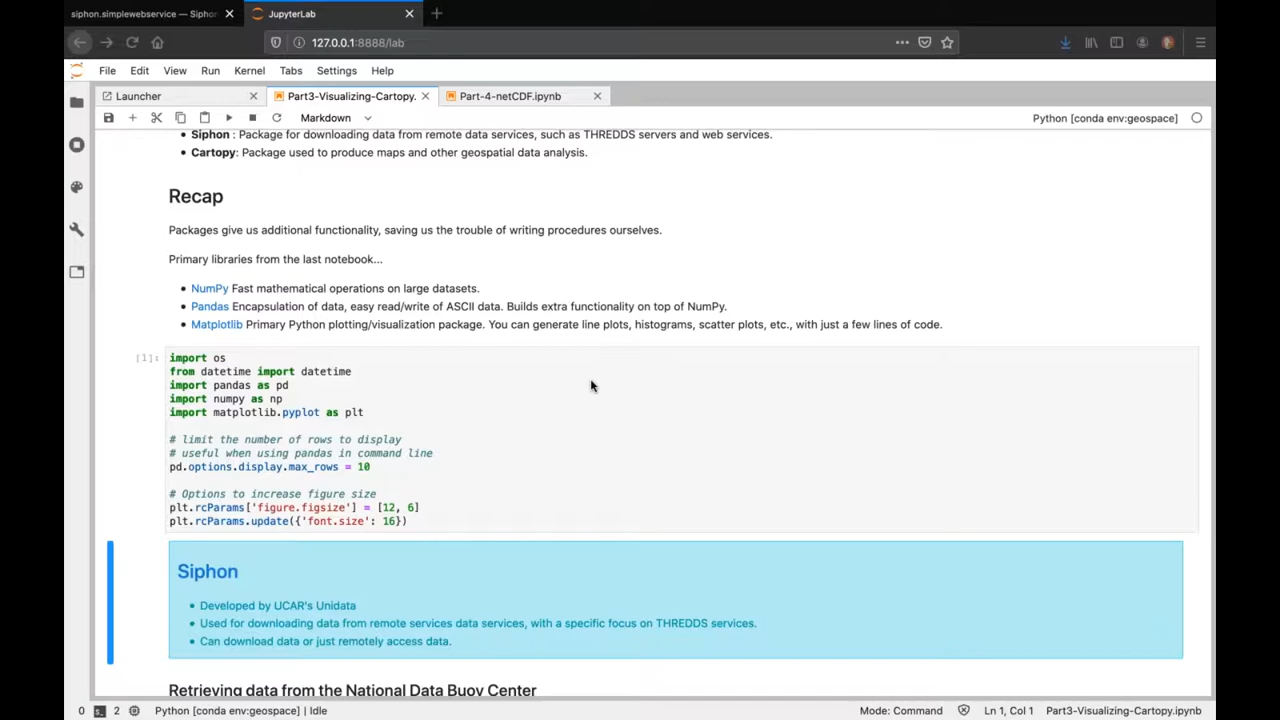 siphon.simplewebservice — Siphon
JupyterLab
127.0.0.1:8888/lab
File Edit View Run Kernel Tabs Settings Help
Launcher
Part3-Visualizing-Cartopy.
Part-4-netCDF.ipynb
Markdown
Python [conda env:geospace]
• Siphon : Package for downloading data from remote data services, such as THREDDS servers and web services.
• Cartopy: Package used to produce maps and other geospatial data analysis.
Recap
Packages give us additional functionality, saving us the trouble of writing procedures ourselves.
Primary libraries from the last notebook...
• NumPy Fast mathematical operations on large datasets.
• Pandas Encapsulation of data, easy read/write of ASCII data. Builds extra functionality on top of NumPy.
• Matplotlib Primary Python plotting/visualization package. You can generate line plots, histograms, scatter plots, etc., with just a few lines of code.
[1]:
import os
from datetime import datetime
import pandas as pd
import numpy as np
import matplotlib.pyplot as plt
# limit the number of rows to display
# useful when using pandas in command line
pd.options.display.max_rows = 10
# Options to increase figure size
plt.rcParams['figure.figsize'] = [12, 6]
plt.rcParams.update({'font.size': 16})
Siphon
• Developed by UCAR's Unidata
• Used for downloading data from remote services data services, with a specific focus on THREDDS services.
• Can download data or just remotely access data.
Retrieving data from the National Data Buoy Center
0 2 Python [conda env:geospace] | Idle
Mode: Command Ln 1, Col 1 Part3-Visualizing-Cartopy.ipynb